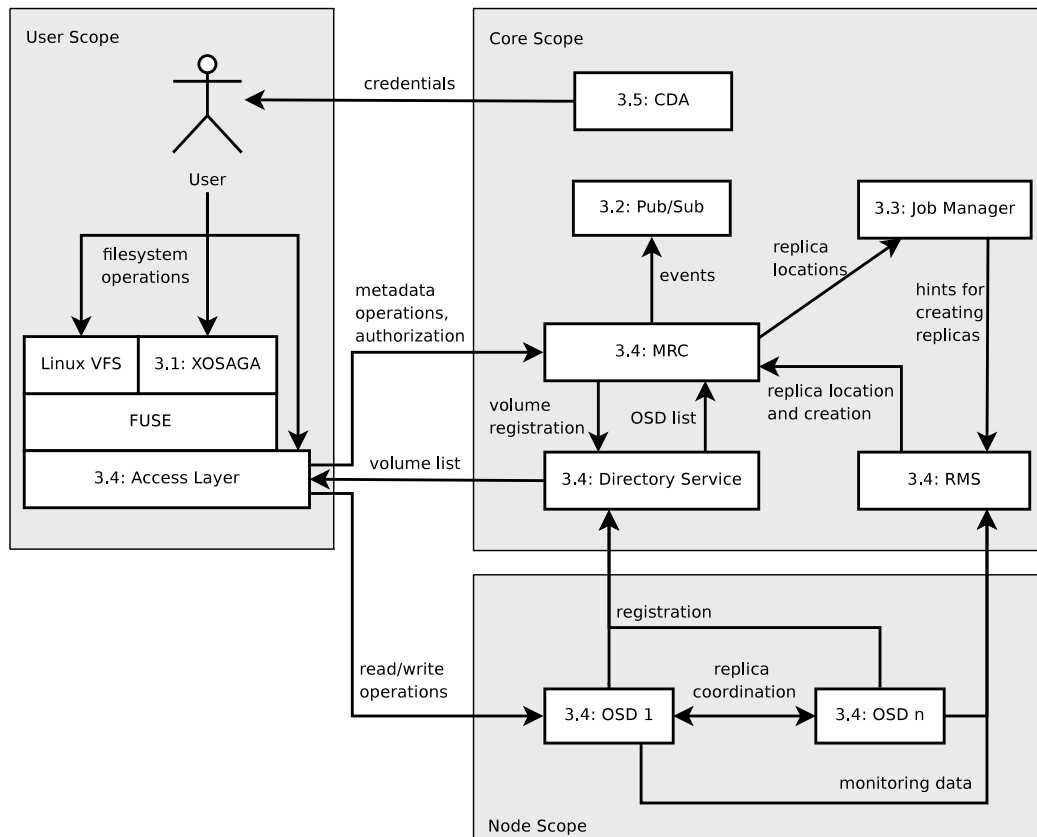 User Scope
Core Scope
credentials
3.5: CDA
User
3.2: Pub/Sub
3.3: Job Manager
filesystem
operations
replica
locations
events
metadata
operations,
authorization
hints for
creating
replicas
Linux VFS
3.1: XOSAGA
3.4: MRC
FUSE
volume
registration
OSD list
replica location
and creation
3.4: Access Layer
volume list
3.4: Directory Service
3.4: RMS
registration
read/write
operations
replica
coordination
3.4: OSD 1
3.4: OSD n
monitoring data
Node Scope